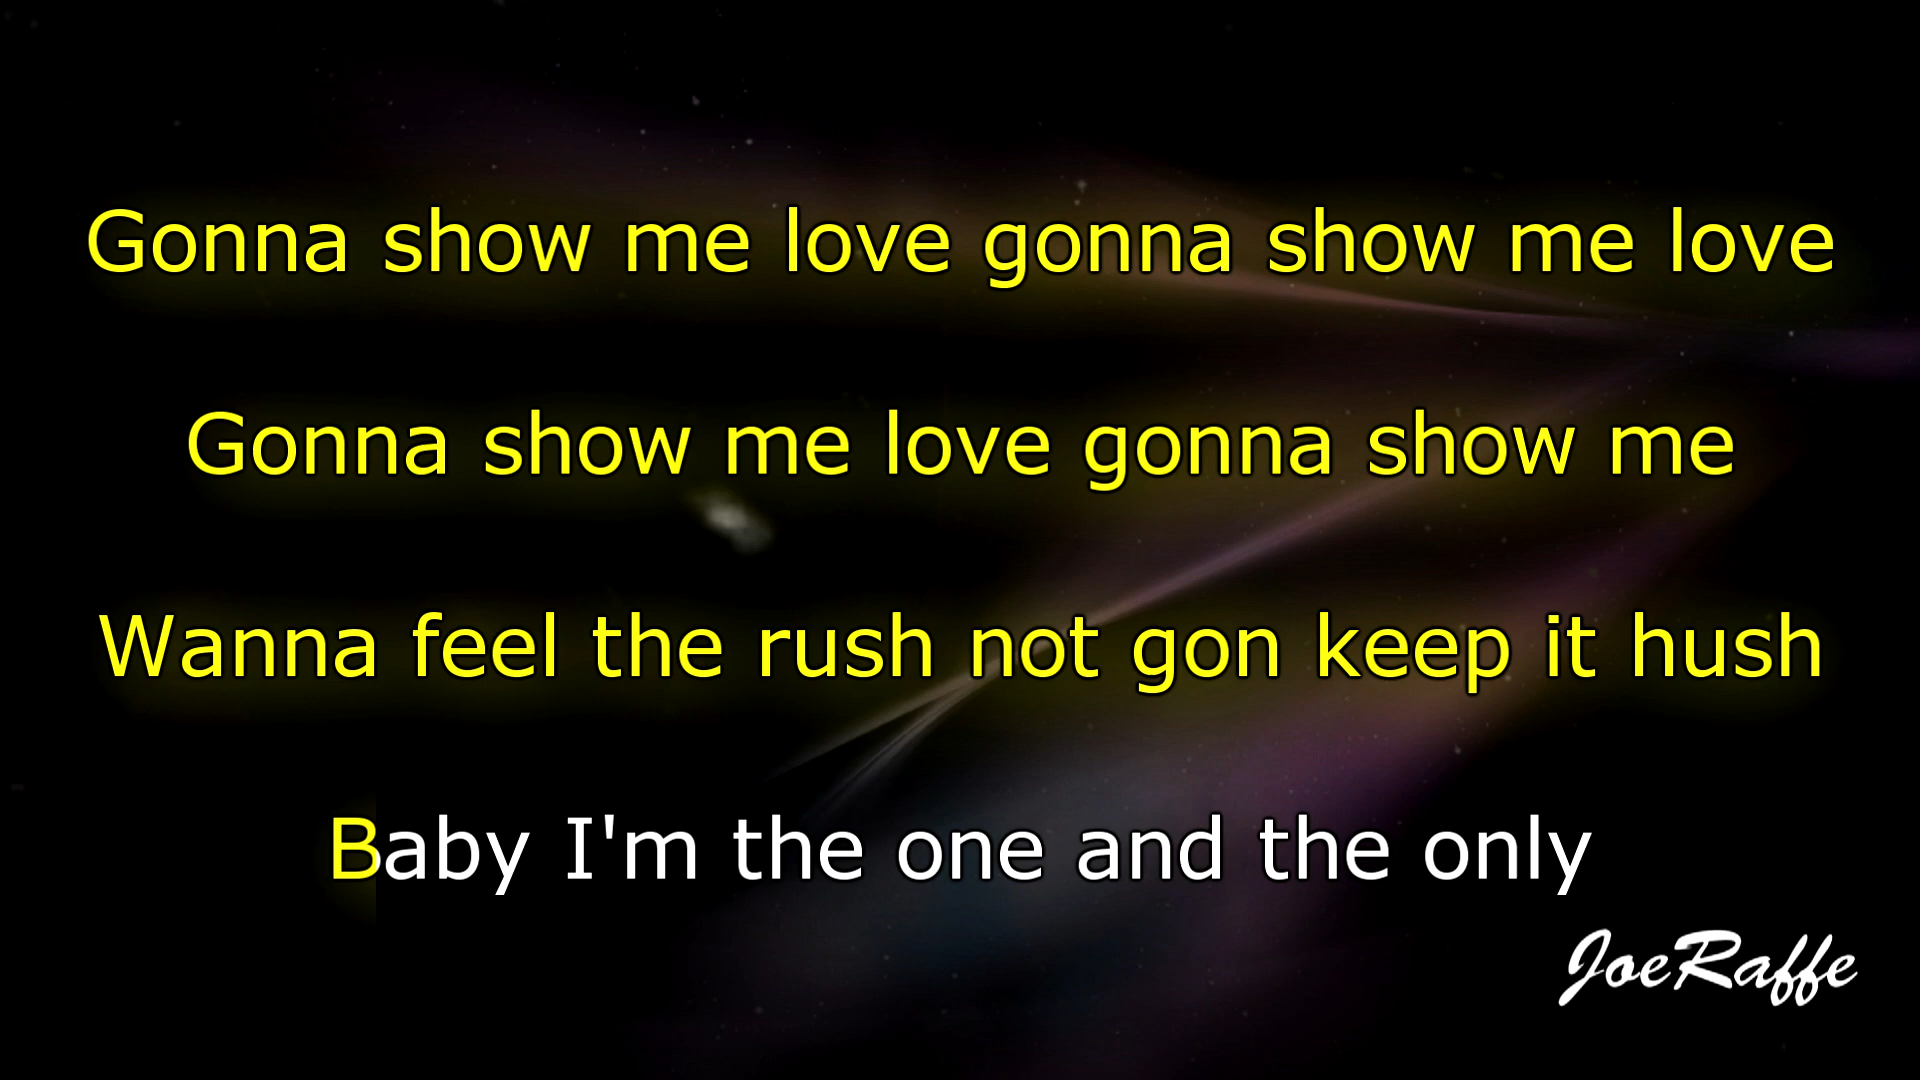 Gonna show me love gonna show me love
Gonna show me love gonna show me
Wanna feel the rush not gon keep it hush
Baby I'm the one and the only
JoeRaffe